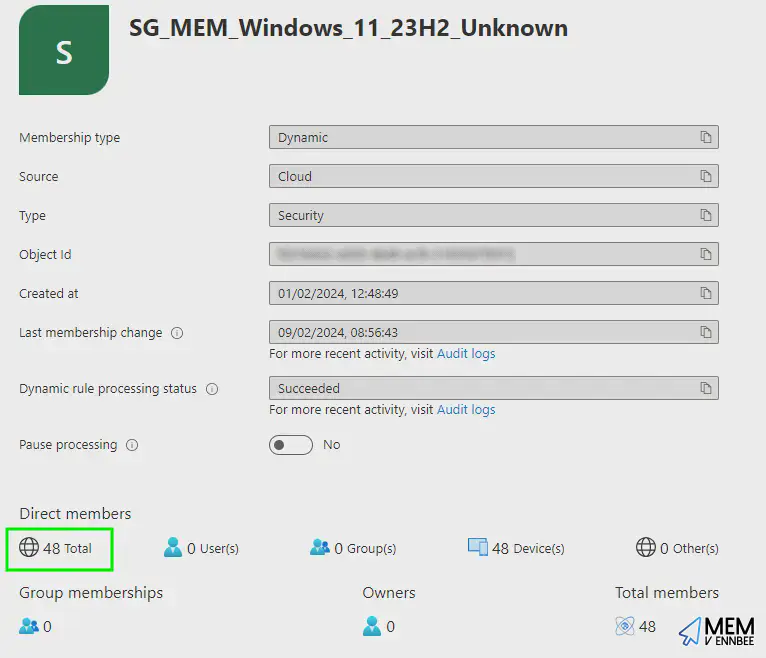 S
SG_MEM_Windows_11_23H2_Unknown
Membership type
Dynamic
Source
Cloud
Type
Security
Object Id
Created at
01/02/2024, 12:48:49
Last membership change
09/02/2024, 08:56:43
For more recent activity, visit Audit logs
Dynamic rule processing status
Succeeded
For more recent activity, visit Audit logs
Pause processing
No
Direct members
48 Total
0 User(s)
0 Group(s)
48 Device(s)
0 Other(s)
Group memberships
Owners
Total members
0
0
48
MEM
V ENNBEE